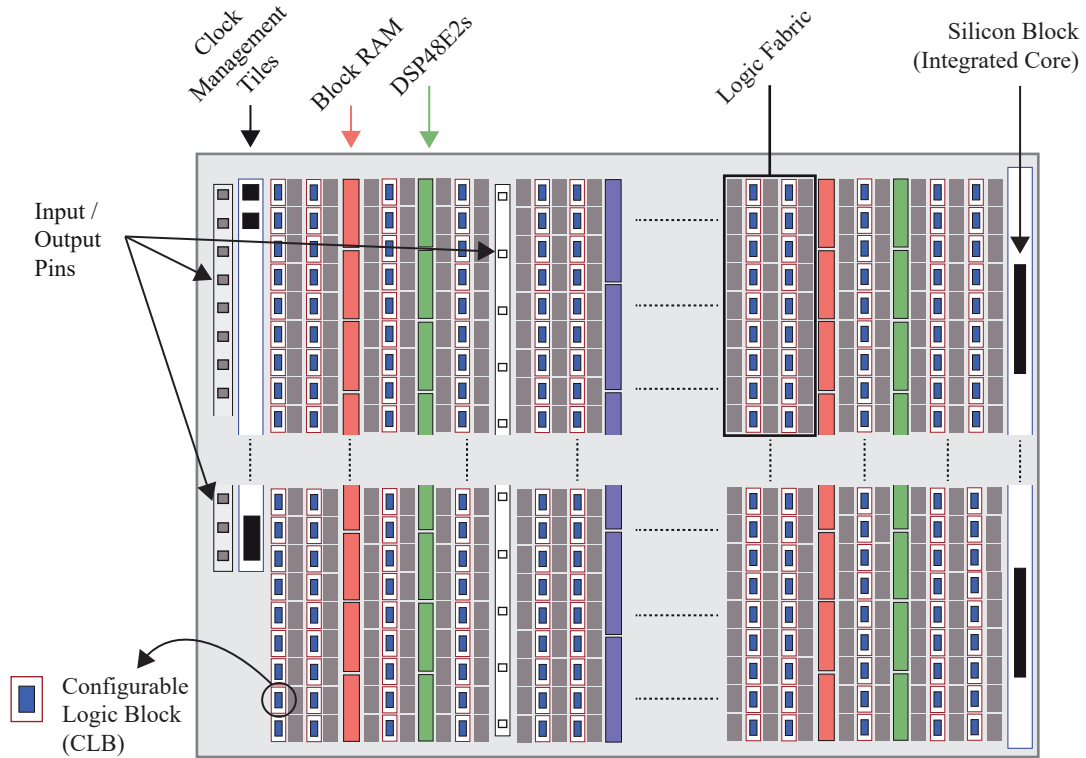 Clock
Management
Tiles
Block RAM
DSP48E2s
Logic Fabric
Silicon Block
(Integrated Core)
Input /
Output
Pins
Configurable
Logic Block
(CLB)